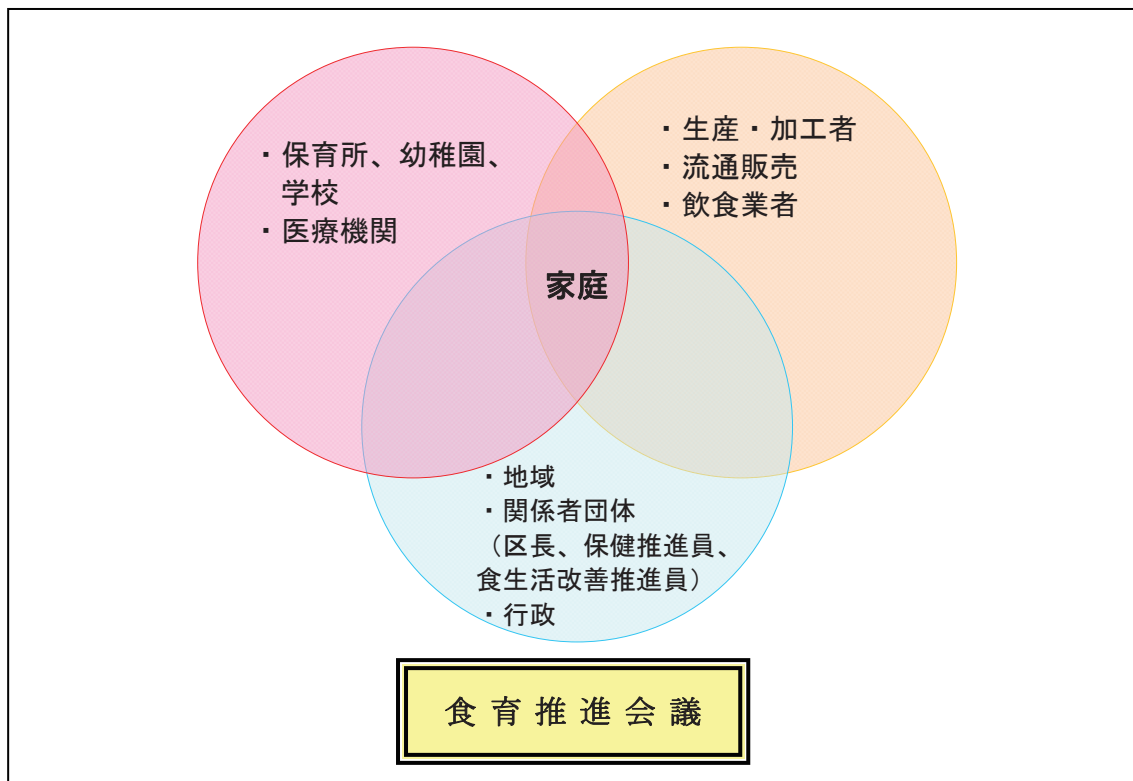 ・保育所、幼稚園、
学校
・医療機関
・生産・加工者
・流通販売
・飲食業者
家庭
・地域
・関係者団体
（区長、保健推進員、
食生活改善推進員）
・行政
食育推進会議